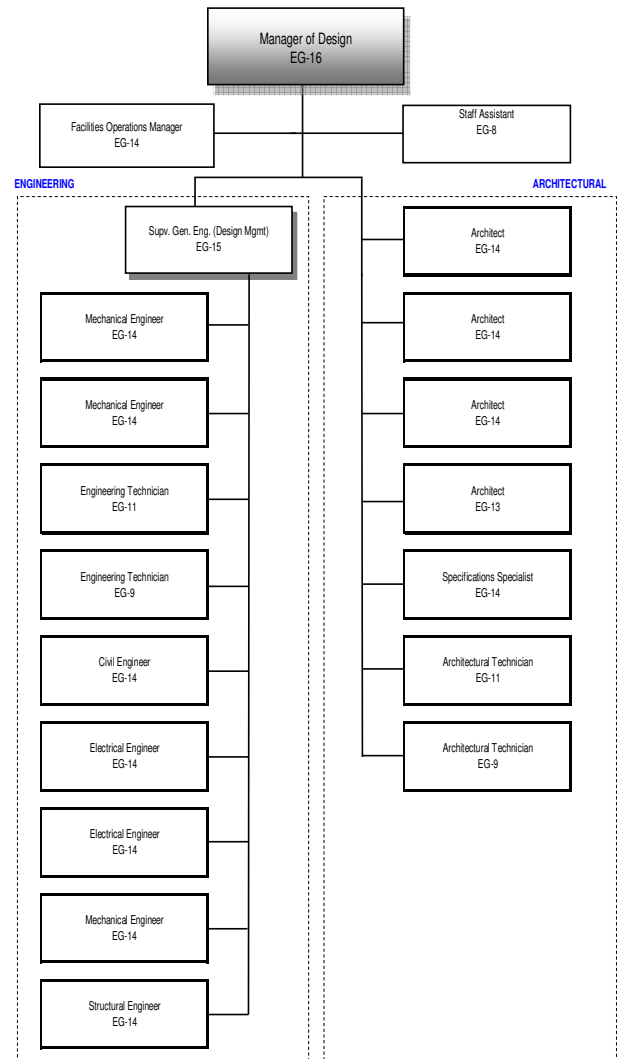 Manager of Design
EG-16
Facilities Operations Manager
EG-14
Staff Assistant
EG-8
ENGINEERING
ARCHITECTURAL
Supv. Gen. Eng. (Design Mgmt)
EG-15
Mechanical Engineer
EG-14
Mechanical Engineer
EG-14
Engineering Technician
EG-11
Engineering Technician
EG-9
Civil Engineer
EG-14
Electrical Engineer
EG-14
Electrical Engineer
EG-14
Mechanical Engineer
EG-14
Structural Engineer
EG-14
Architect
EG-14
Architect
EG-14
Architect
EG-14
Architect
EG-13
Specifications Specialist
EG-14
Architectural Technician
EG-11
Architectural Technician
EG-9